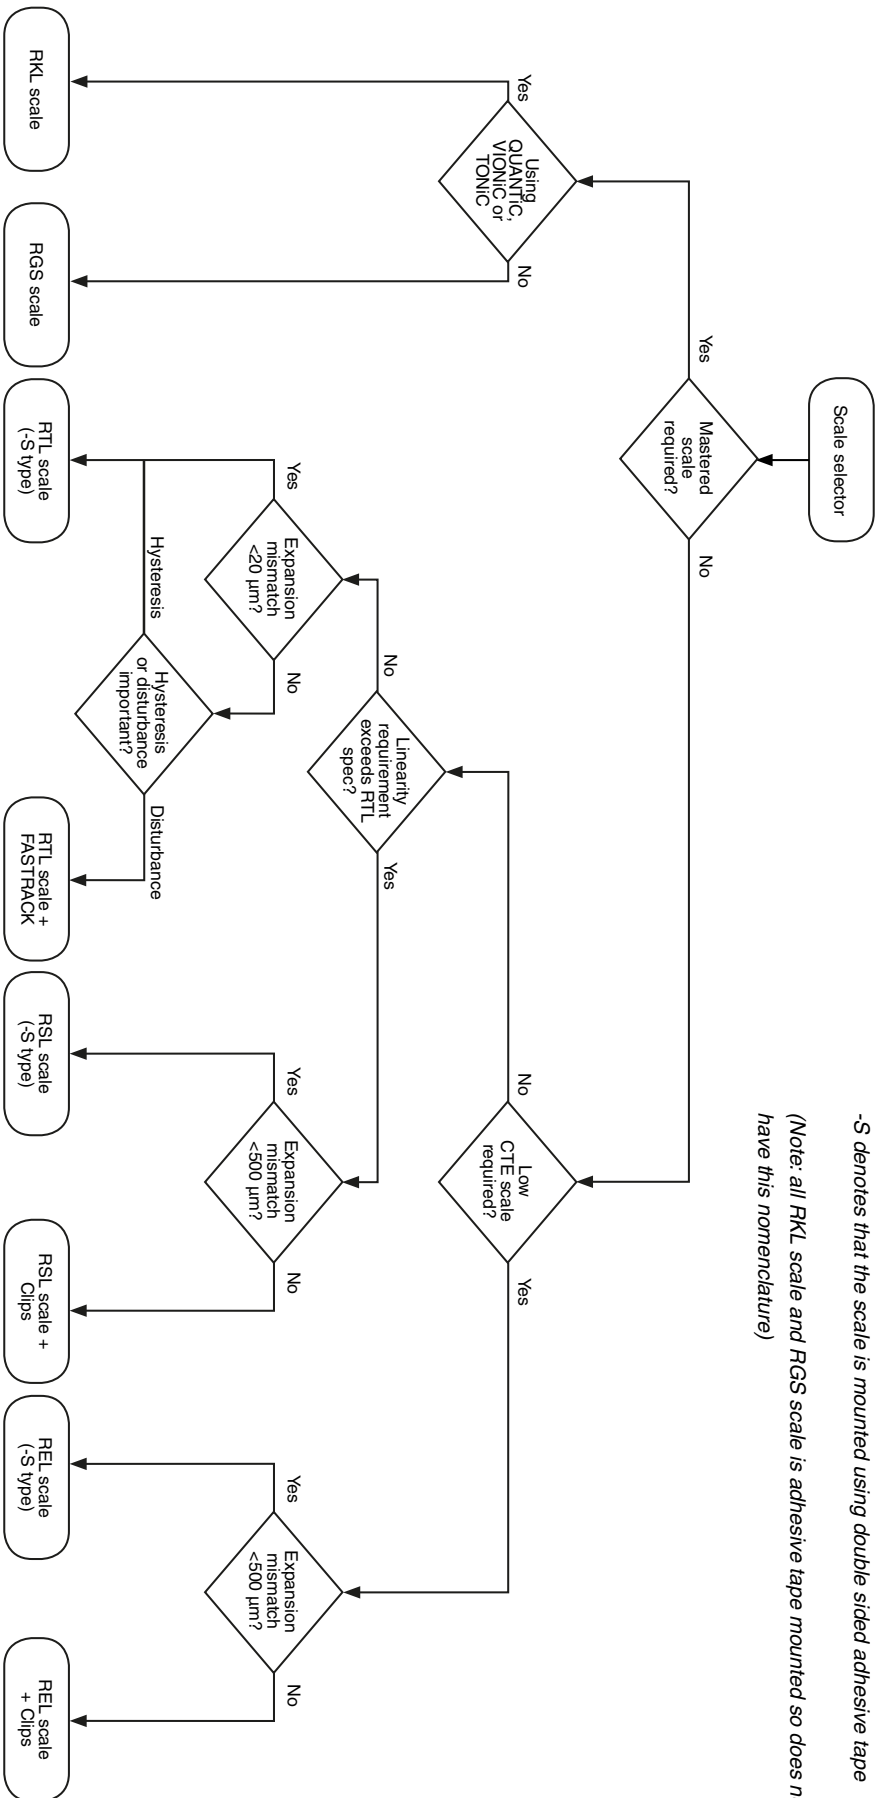 -S denotes that the scale is mounted using double sided adhesive tape
(Note: all RKL scale and RGS scale is adhesive tape mounted so does n
have this nomenclature)
Scale selector
Mastered
scale
required?
Yes
No
Using
QUANTiC,
VIONiC or
TONiC
Yes
No
Low
CTE scale
required?
No
Yes
Linearity
requirement
exceeds RTL
spec?
No
Yes
Expansion
mismatch
<20 µm?
Yes
No
Expansion
mismatch
<500 µm?
Yes
No
Expansion
mismatch
<500 µm?
Yes
No
Hysteresis
or disturbance
important?
Hysteresis
Disturbance
RKL scale
RGS scale
RTL scale
(-S type)
RTL scale +
FASTRACK
RSL scale
(-S type)
RSL scale +
Clips
REL scale
(-S type)
REL scale
+ Clips